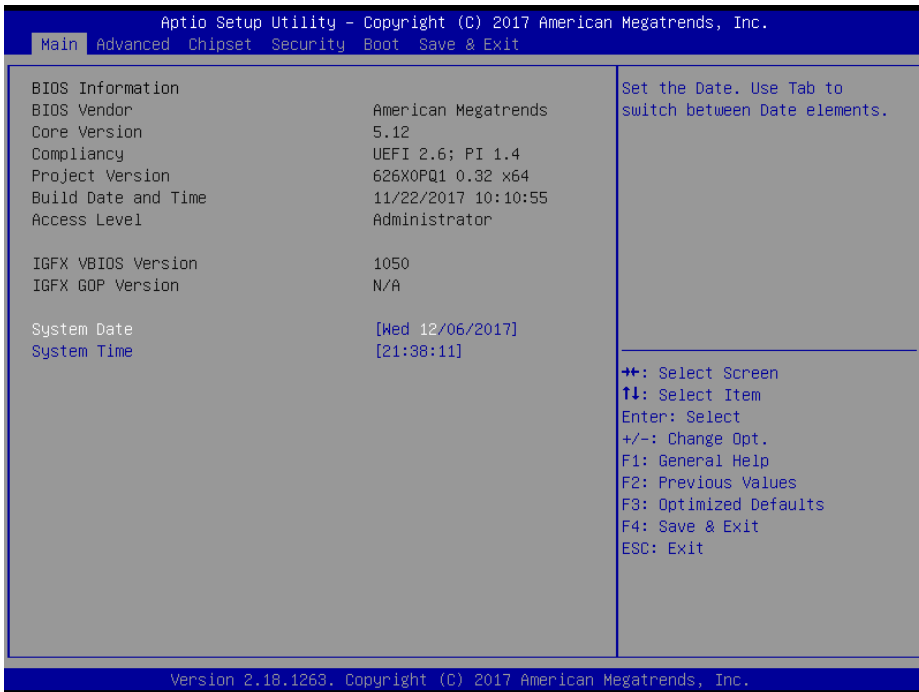 Aptio Setup Utility – Copyright (C) 2017 American Megatrends, Inc.
Main Advanced Chipset Security Boot Save & Exit
BIOS Information
BIOS Vendor American Megatrends
Core Version 5.12
Compliancy UEFI 2.6; PI 1.4
Project Version 626X0PQ1 0.32 x64
Build Date and Time 11/22/2017 10:10:55
Access Level Administrator
IGFX VBIOS Version 1050
IGFX GOP Version N/A
System Date [Wed 12/06/2017]
System Time [21:38:11]
Set the Date. Use Tab to
switch between Date elements.
→←: Select Screen
↑↓: Select Item
Enter: Select
+/-: Change Opt.
F1: General Help
F2: Previous Values
F3: Optimized Defaults
F4: Save & Exit
ESC: Exit
Version 2.18.1263. Copyright (C) 2017 American Megatrends, Inc.